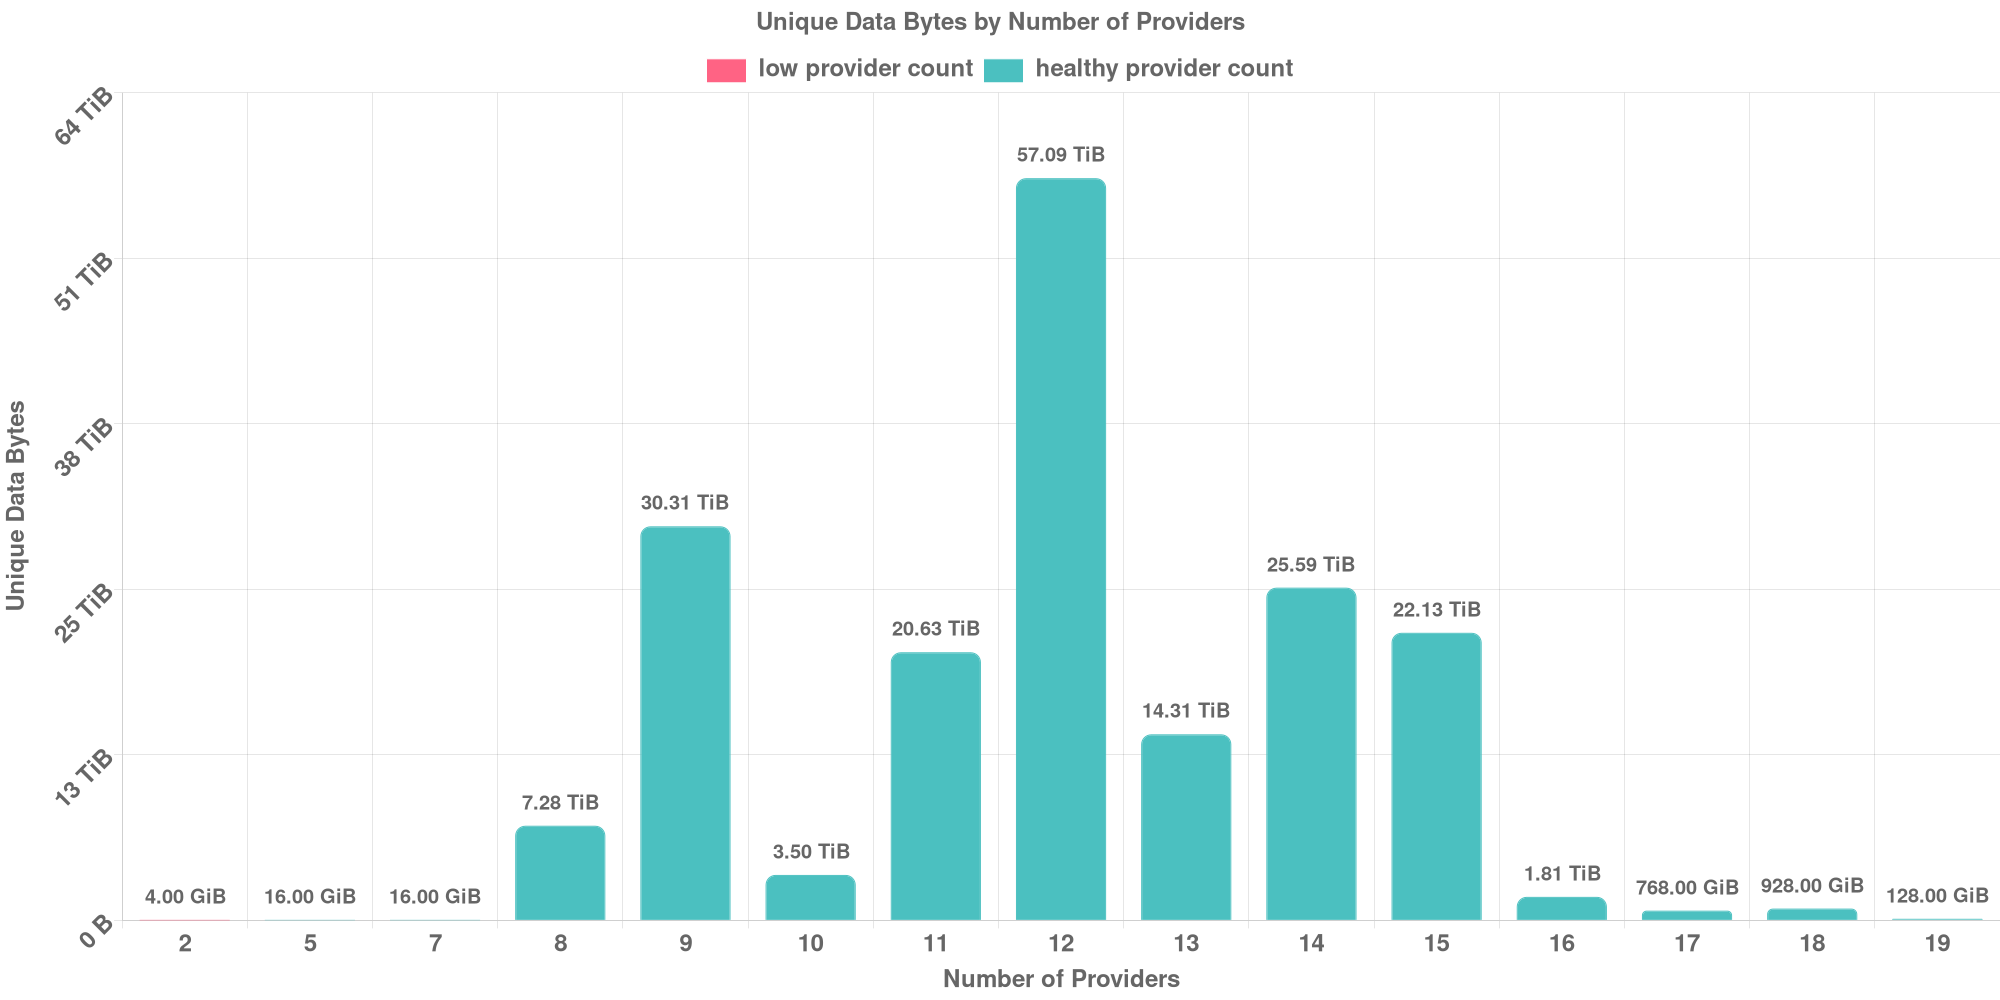 Unique Data Bytes by Number of Providers
low provider count healthy provider count
64 TiB
51 TiB
38 TiB
25 TiB
13 TiB
0 B
Unique Data Bytes
4.00 GiB
16.00 GiB
16.00 GiB
7.28 TiB
30.31 TiB
3.50 TiB
20.63 TiB
57.09 TiB
14.31 TiB
25.59 TiB
22.13 TiB
1.81 TiB
768.00 GiB
928.00 GiB
128.00 GiB
2 5 7 8 9 10 11 12 13 14 15 16 17 18 19
Number of Providers